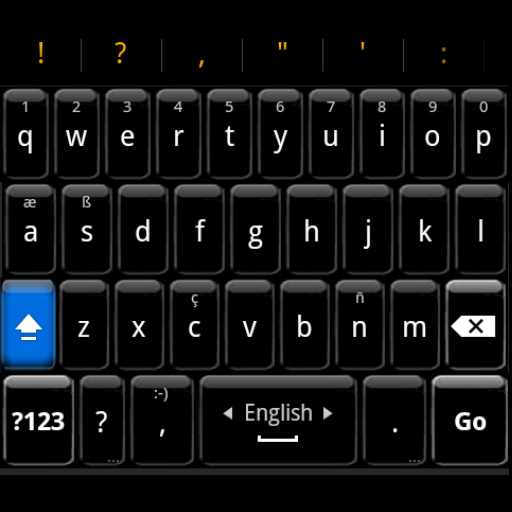 ! ? , " ' :
1 2 3 4 5 6 7 8 9 0
q w e r t y u i o p
æ ß
a s d f g h j k l
ç ñ
z x c v b n m
:-)
?123 ? , English . Go
... ...